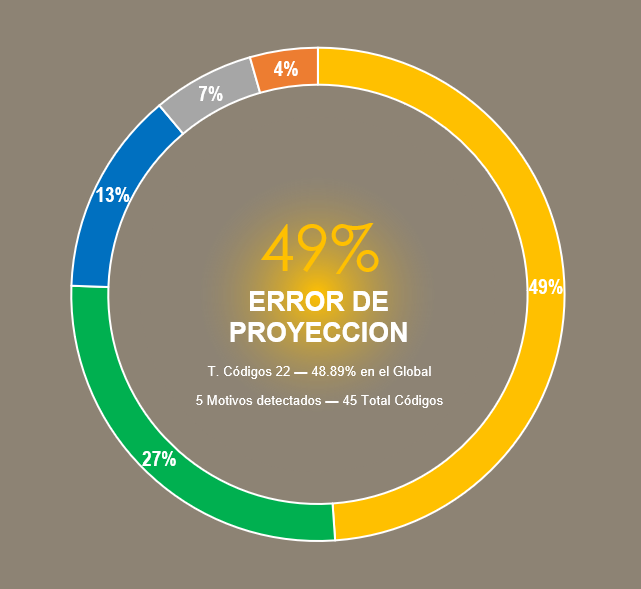 4%
7%
13%
49%
49%
ERROR DE
PROYECCION
T. Códigos 22 — 48.89% en el Global
5 Motivos detectados — 45 Total Códigos
27%